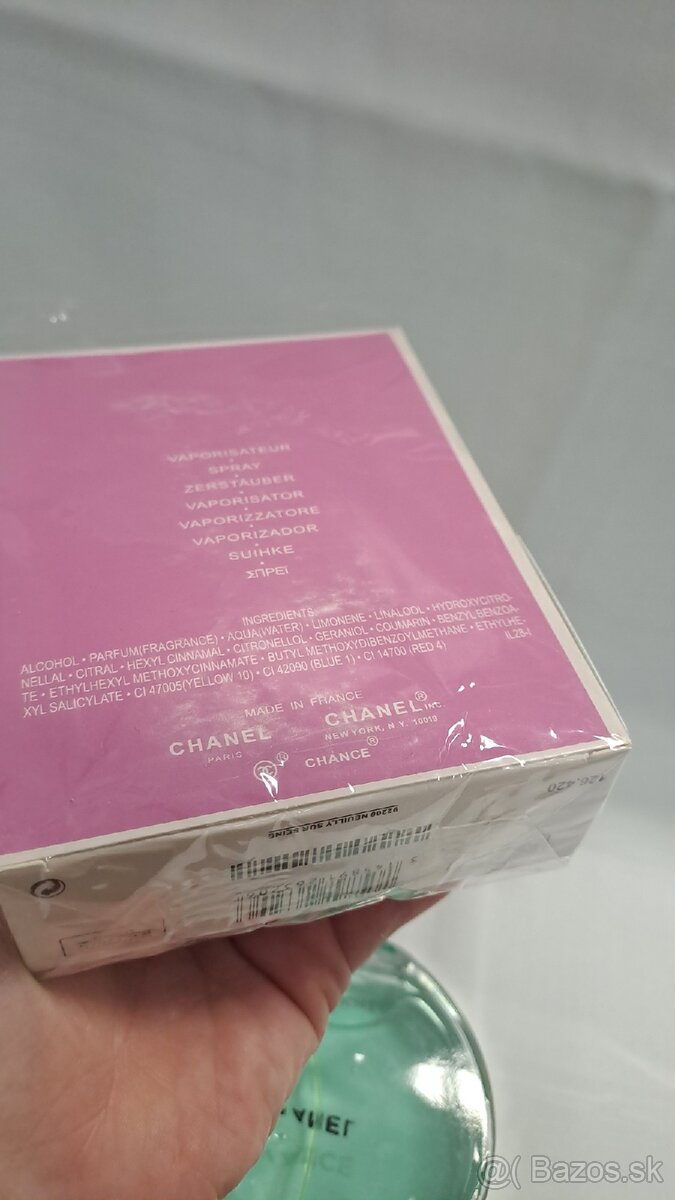 VAPORISATEUR
•
SPRAY
•
ZERSTAUBER
•
VAPORISATOR
•
VAPORIZZATORE
•
VAPORIZADOR
•
SUIHKE
•
ΣΠΡΕΙ
INGREDIENTS
ALCOHOL • PARFUM(FRAGRANCE) • AQUA(WATER) • LIMONENE • LINALOOL • HYDROXYCITRO-
NELLAL • CITRAL • HEXYL CINNAMAL • CITRONELLOL • GERANIOL • COUMARIN • BENZYL BENZOA-
TE • ETHYLHEXYL METHOXYCINNAMATE • BUTYL METHOXYDIBENZOYLMETHANE • ETHYLHE-
XYL SALICYLATE • CI 47005(YELLOW 10) • CI 42090 (BLUE 1) • CI 14700 (RED 4)
IL28-I
MADE IN FRANCE
CHANEL CHANEL® INC.
PARIS NEW YORK, N.Y. 10019
CHANCE®
126.420
92200 NEUILLY SUR SEINE
@( Bazos.sk